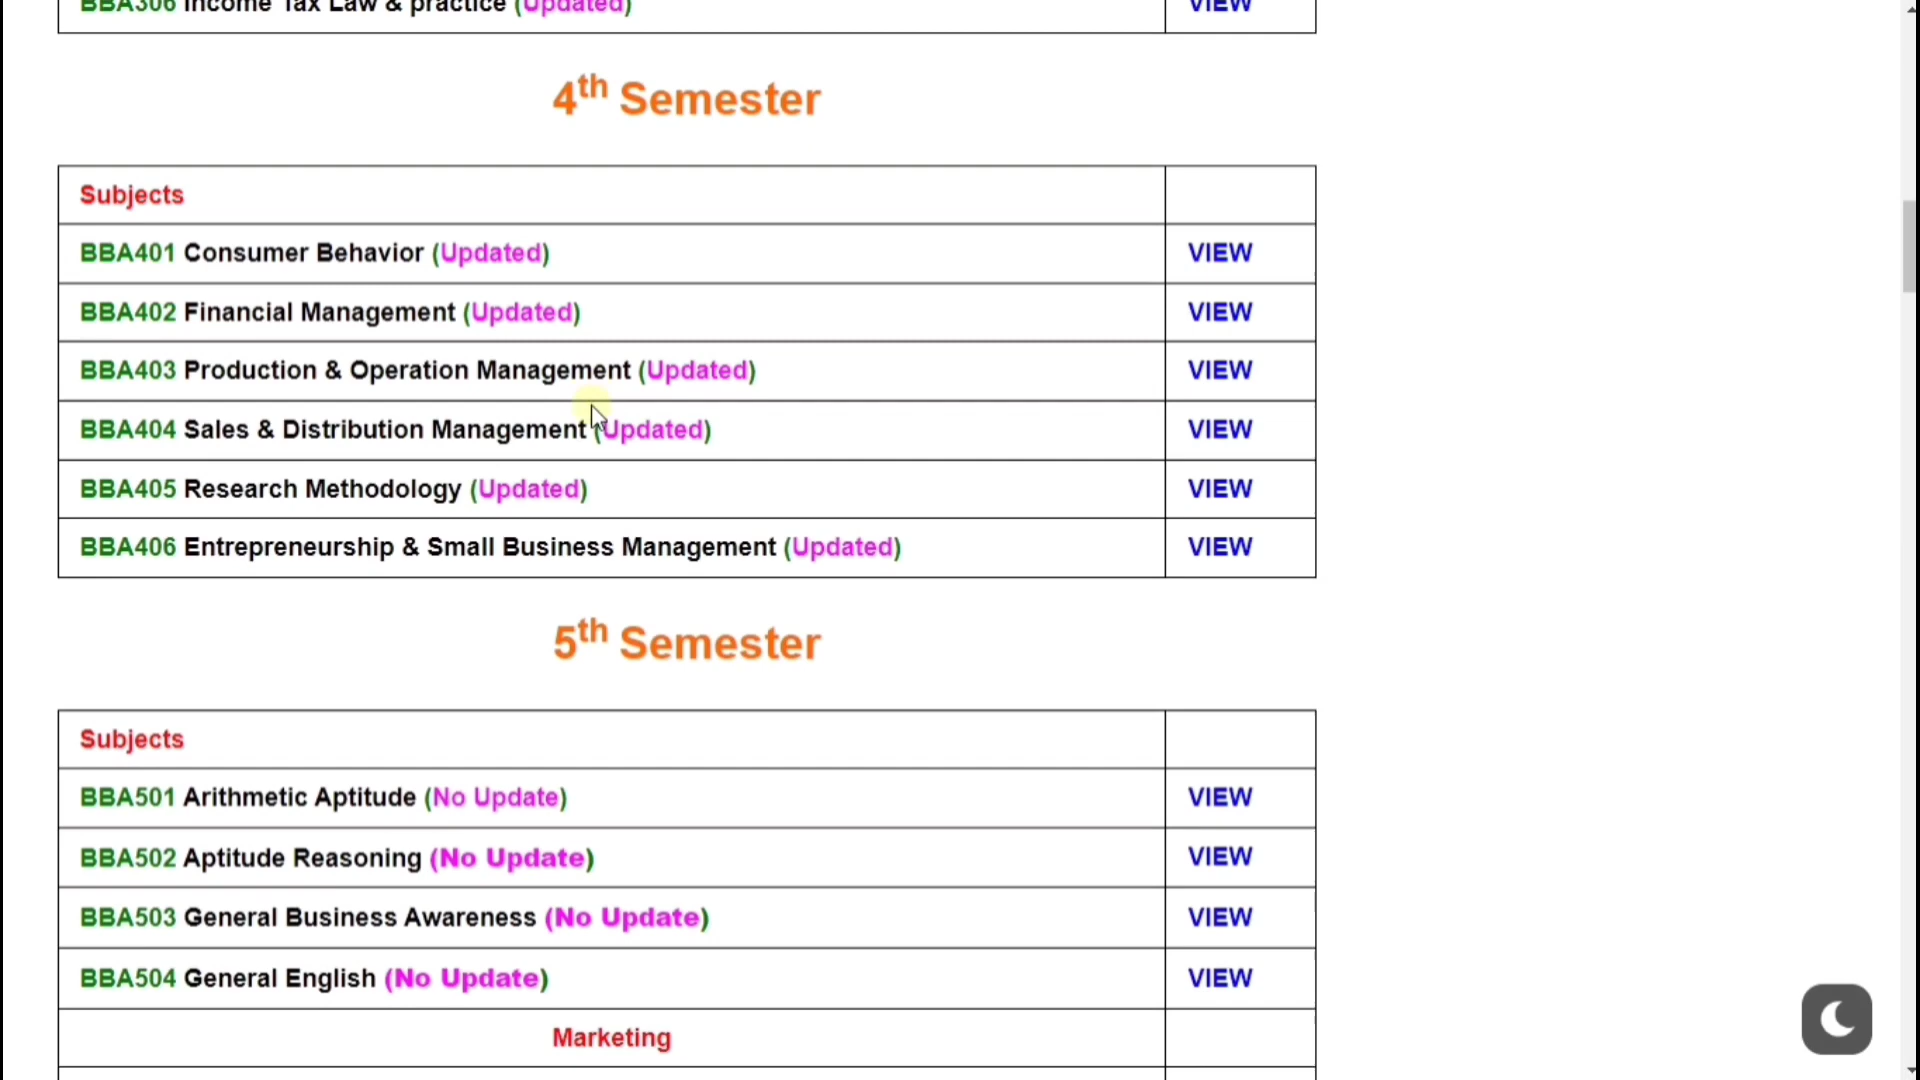 BBA306 Income Tax Law & practice (Updated) VIEW
4th Semester
Subjects
BBA401 Consumer Behavior (Updated) VIEW
BBA402 Financial Management (Updated) VIEW
BBA403 Production & Operation Management (Updated) VIEW
BBA404 Sales & Distribution Management (Updated) VIEW
BBA405 Research Methodology (Updated) VIEW
BBA406 Entrepreneurship & Small Business Management (Updated) VIEW
5th Semester
Subjects
BBA501 Arithmetic Aptitude (No Update) VIEW
BBA502 Aptitude Reasoning (No Update) VIEW
BBA503 General Business Awareness (No Update) VIEW
BBA504 General English (No Update) VIEW
Marketing